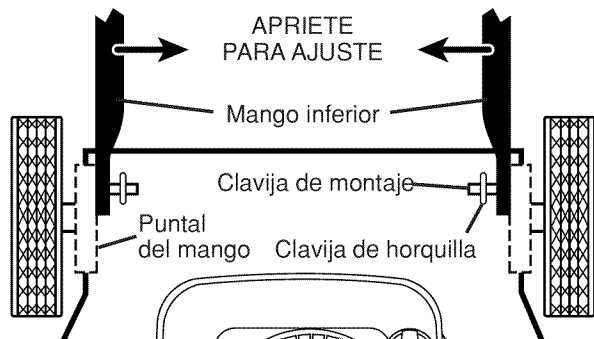 APRIETE
PARA AJUSTE
Mango inferior
Clavija de montaje
Puntal
del mango
Clavija de horquilla